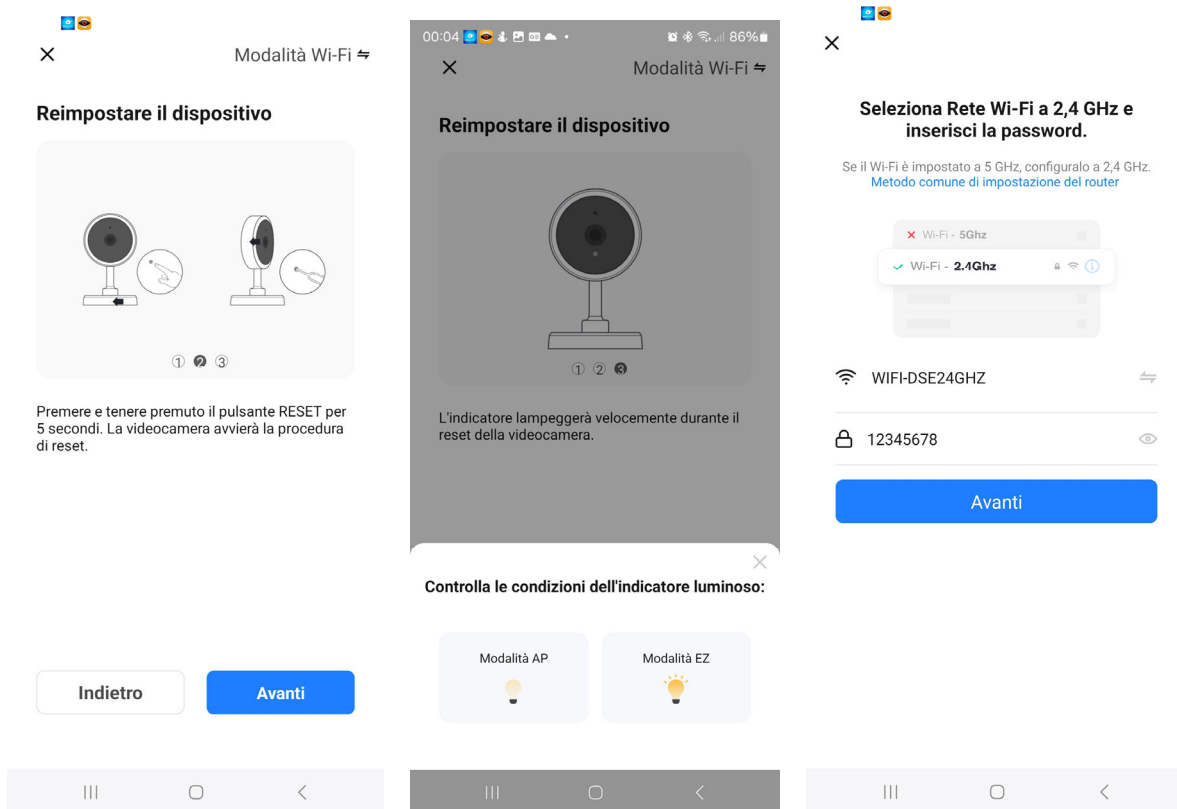 Modalità Wi-Fi
Reimpostare il dispositivo
1 2 3
Premere e tenere premuto il pulsante RESET per
5 secondi. La videocamera avvierà la procedura
di reset.
Indietro
Avanti
00:04
86%
Modalità Wi-Fi
Reimpostare il dispositivo
1 2 3
L'indicatore lampeggerà velocemente durante il
reset della videocamera.
Controlla le condizioni dell'indicatore luminoso:
Modalità AP
Modalità EZ
Seleziona Rete Wi-Fi a 2,4 GHz e
inserisci la password.
Se il Wi-Fi è impostato a 5 GHz, configuralo a 2,4 GHz.
Metodo comune di impostazione del router
Wi-Fi - 5Ghz
Wi-Fi - 2.4Ghz
WIFI-DSE24GHZ
12345678
Avanti